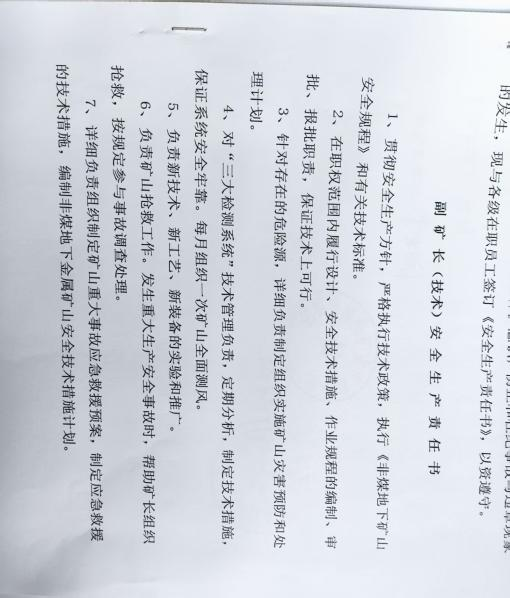 的发生，现与各级在职员工签订《安全生产责任书》，以资遵守。
副 矿 长（技术）安 全 生 产 责 任 书
1、贯彻安全生产方针，严格执行技术政策，执行《非煤地下矿山
安全规程》和有关技术标准。
2、在职权范围内履行设计、安全技术措施、作业规程的编制、审
批、报批职责，保证技术上可行。
3、针对存在的危险源，详细负责制定组织实施矿山灾害预防和处
理计划。
4、对“三大检测系统”技术管理负责，定期分析，制定技术措施，
保证系统安全牢靠。每月组织一次矿山全面测风。
5、负责新技术、新工艺、新装备的实验和推广。
6、负责矿山抢救工作。发生重大生产安全事故时，帮助矿长组织
抢救，按规定参与事故调查处理。
7、详细负责组织制定矿山重大事故应急救援预案，制定应急救援
的技术措施，编制非煤地下金属矿山安全技术措施计划。